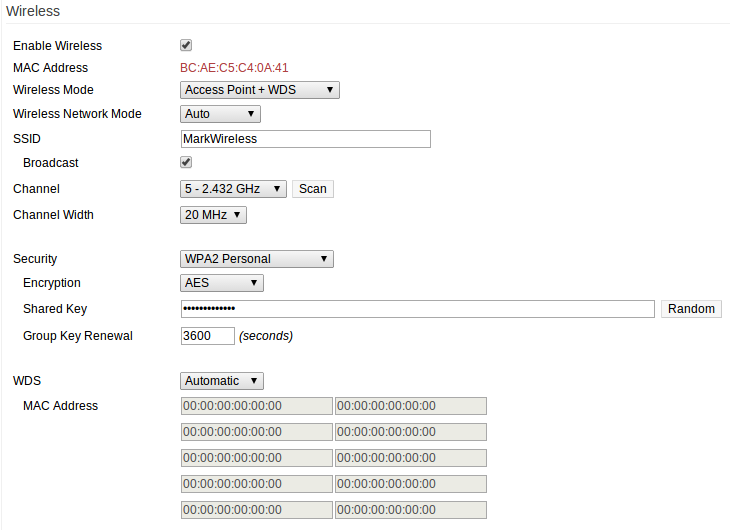 Wireless
Enable Wireless
MAC Address BC:AE:C5:C4:0A:41
Wireless Mode Access Point + WDS
Wireless Network Mode Auto
SSID MarkWireless
Broadcast
Channel 5 - 2.432 GHz Scan
Channel Width 20 MHz
Security WPA2 Personal
Encryption AES
Shared Key ••••••••••••• Random
Group Key Renewal 3600 (seconds)
WDS Automatic
MAC Address 00:00:00:00:00:00 00:00:00:00:00:00
00:00:00:00:00:00 00:00:00:00:00:00
00:00:00:00:00:00 00:00:00:00:00:00
00:00:00:00:00:00 00:00:00:00:00:00
00:00:00:00:00:00 00:00:00:00:00:00